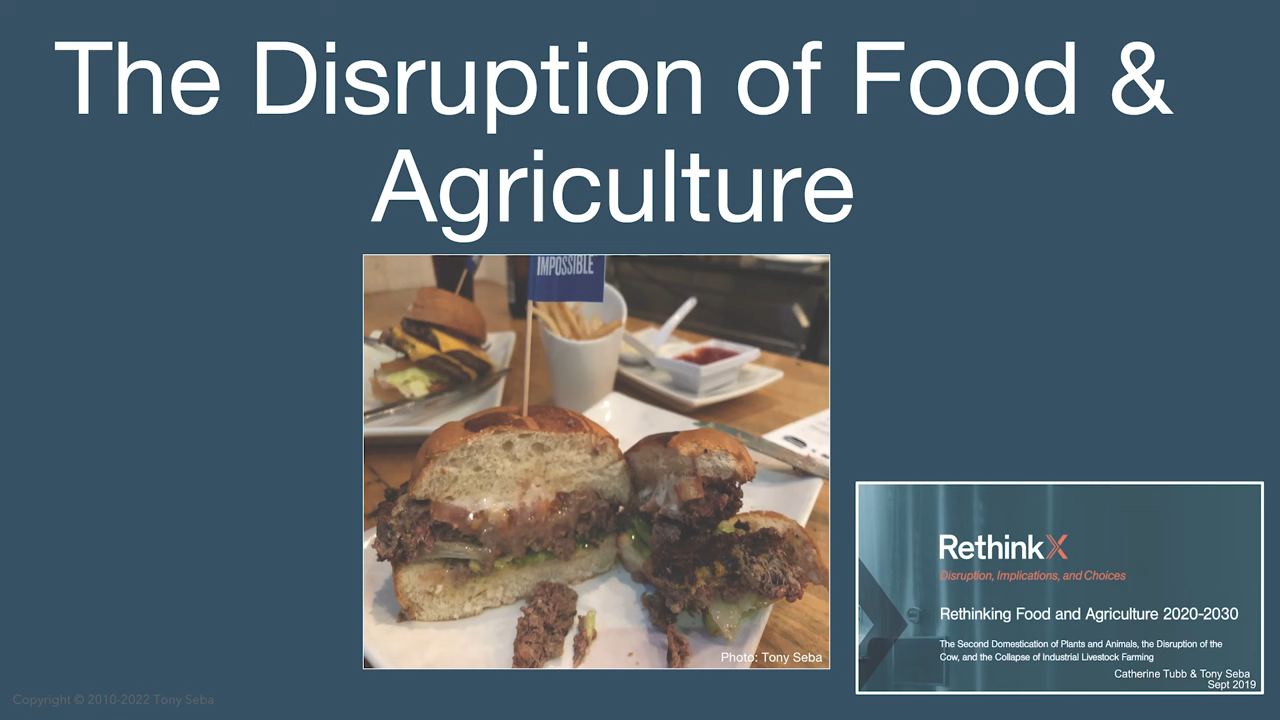 The Disruption of Food &
Agriculture
IMPOSSIBLE
Photo: Tony Seba
RethinkX
Disruption, Implications, and Choices
Rethinking Food and Agriculture 2020-2030
The Second Domestication of Plants and Animals, the Disruption of the
Cow, and the Collapse of Industrial Livestock Farming
Catherine Tubb & Tony Seba
Sept 2019
Copyright © 2010-2022 Tony Seba